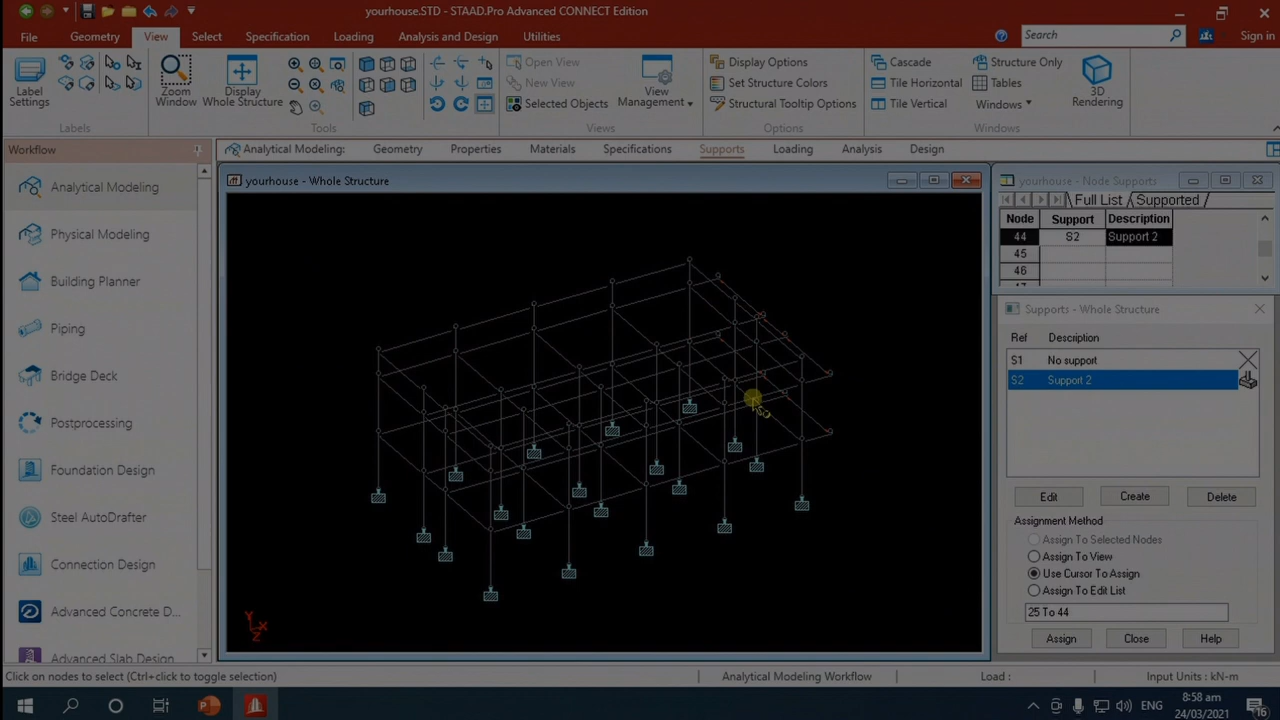 yourhouse.STD - STAAD.Pro Advanced CONNECT Edition
File
Geometry
View
Select
Specification
Loading
Analysis and Design
Utilities
Search
Sign in
Label Settings
Labels
Zoom Window
Display Whole Structure
Tools
Open View
New View
Selected Objects
View Management
Views
Display Options
Set Structure Colors
Structural Tooltip Options
Options
Cascade
Tile Horizontal
Tile Vertical
Structure Only
Tables
Windows
3D Rendering
Windows
Workflow
Analytical Modeling:
Geometry
Properties
Materials
Specifications
Supports
Loading
Analysis
Design
Analytical Modeling
Physical Modeling
Building Planner
Piping
Bridge Deck
Postprocessing
Foundation Design
Steel AutoDrafter
Connection Design
Advanced Concrete D...
Advanced Slab Design
yourhouse - Whole Structure
Y
X
Z
yourhouse - Node Supports
Full List
Supported
Node Support Description
44 S2 Support 2
45
46
47
Supports - Whole Structure
Ref Description
S1 No support
S2 Support 2
Edit
Create
Delete
Assignment Method
Assign To Selected Nodes
Assign To View
Use Cursor To Assign
Assign To Edit List
25 To 44
Assign
Close
Help
Click on nodes to select (Ctrl+click to toggle selection)
Analytical Modeling Workflow
Load :
Input Units : kN-m
ENG
8:58 am
24/03/2021
16